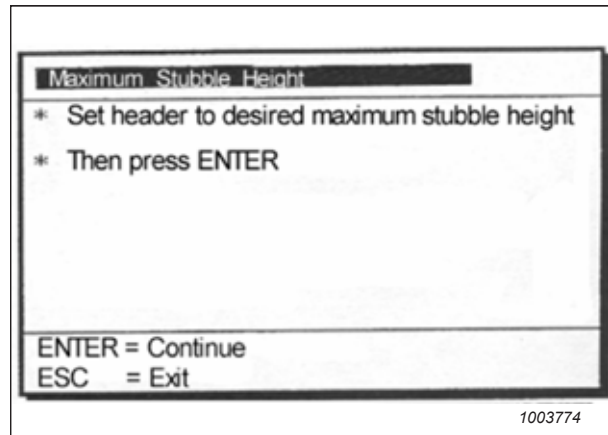 Maximum Stubble Height
* Set header to desired maximum stubble height
* Then press ENTER
ENTER = Continue
ESC = Exit
1003774